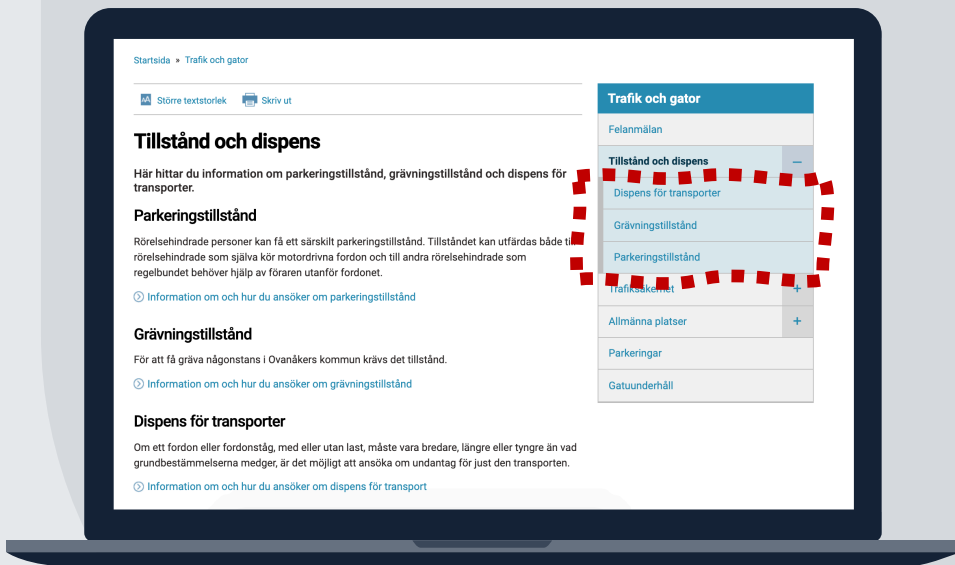 Startsida » Trafik och gator
AA Större textstorlek Skriv ut
Tillstånd och dispens
Här hittar du information om parkeringstillstånd, grävningstillstånd och dispens för
transporter.
Parkeringstillstånd
Rörelsehindrade personer kan få ett särskilt parkeringstillstånd. Tillståndet kan utfärdas både till
rörelsehindrade som själva kör motordrivna fordon och till andra rörelsehindrade som
regelbundet behöver hjälp av föraren utanför fordonet.
Information om och hur du ansöker om parkeringstillstånd
Grävningstillstånd
För att få gräva någonstans i Ovanåkers kommun krävs det tillstånd.
Information om och hur du ansöker om grävningstillstånd
Dispens för transporter
Om ett fordon eller fordonståg, med eller utan last, måste vara bredare, längre eller tyngre än vad
grundbestämmelserna medger, är det möjligt att ansöka om undantag för just den transporten.
Information om och hur du ansöker om dispens för transport
Trafik och gator
Felanmälan
Tillstånd och dispens –
Dispens för transporter
Grävningstillstånd
Parkeringstillstånd
Trafiksäkerhet +
Allmänna platser +
Parkeringar
Gatuunderhåll